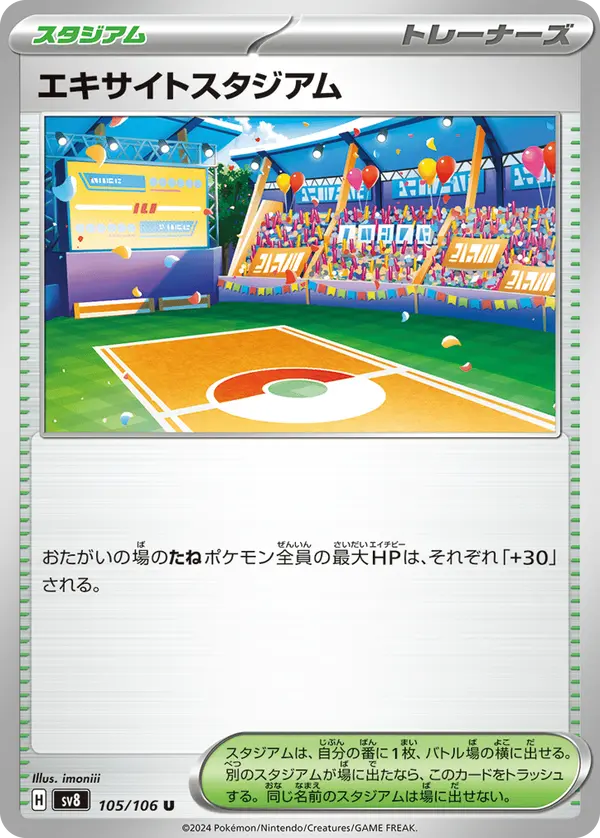 スタジアム
トレーナーズ
エキサイトスタジアム
おたがいの場のたねポケモン全員の最大HPは、それぞれ「+30」
される。
スタジアムは、自分の番に1枚、バトル場の横に出せる。
別のスタジアムが場に出たなら、このカードをトラッシュ
する。同じ名前のスタジアムは場に出せない。
Illus. imoniii
H sv8 105/106 U
©2024 Pokémon/Nintendo/Creatures/GAME FREAK.